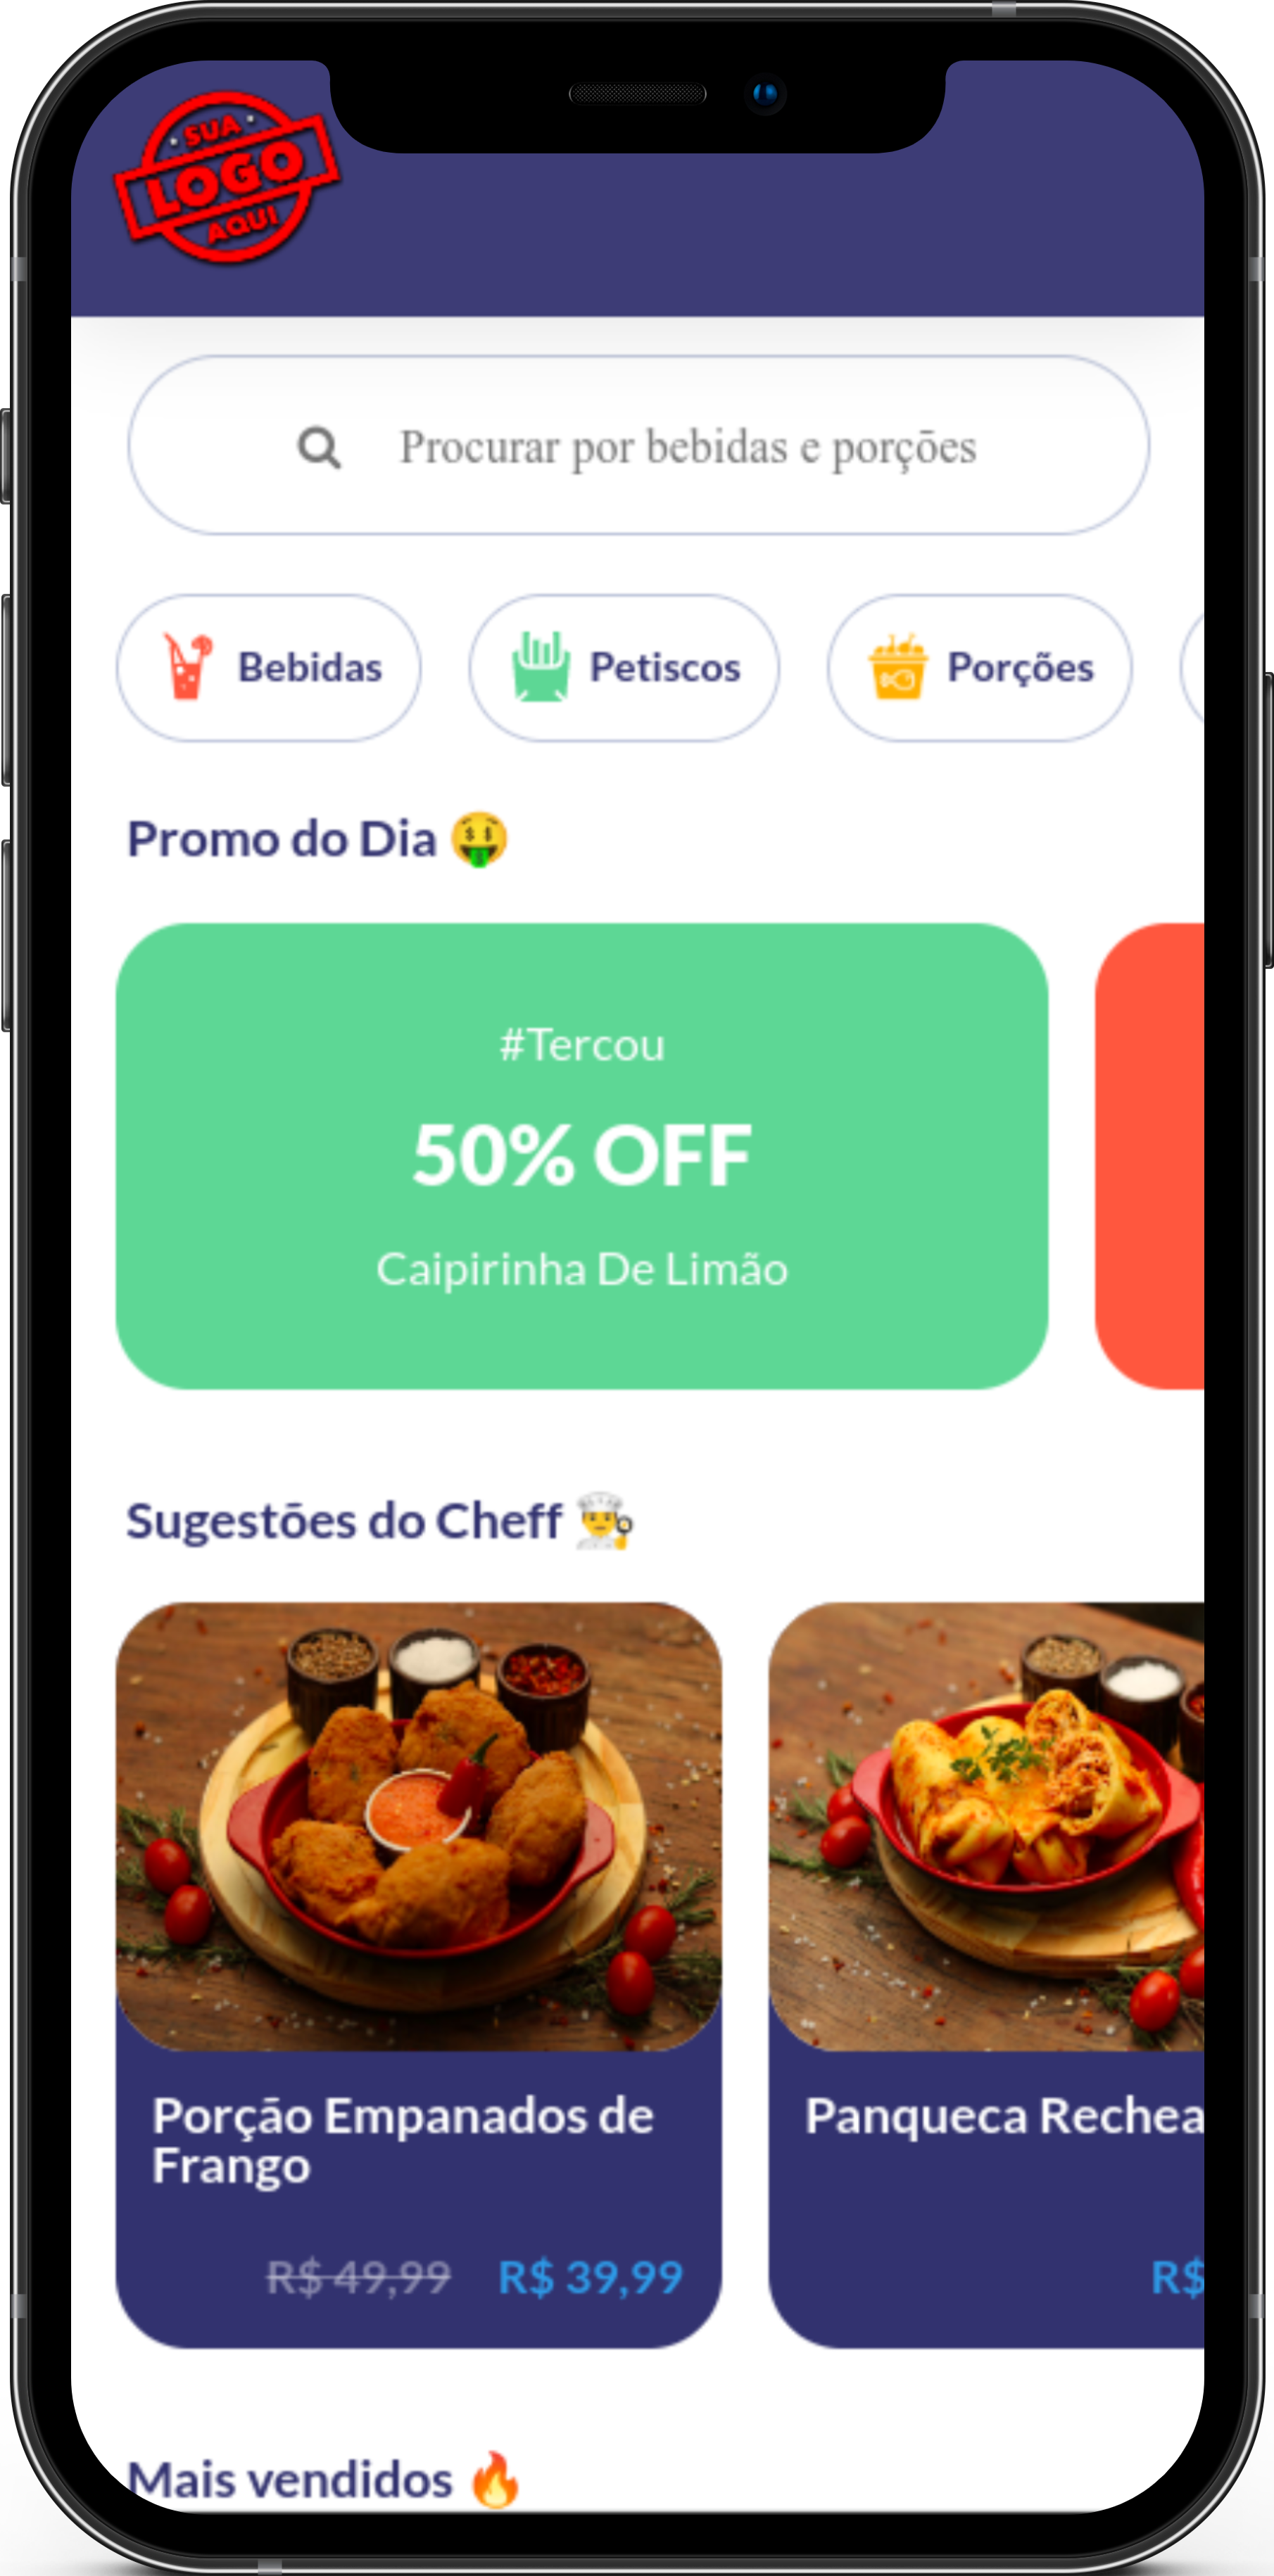 SUA
LOGO
AQUI
Procurar por bebidas e porções
Bebidas
Petiscos
Porções
Promo do Dia
#Tercou
50% OFF
Caipirinha De Limão
Sugestões do Cheff
Porção Empanados de
Frango
R$ 49,99 R$ 39,99
Panqueca Rechea
R$
Mais vendidos